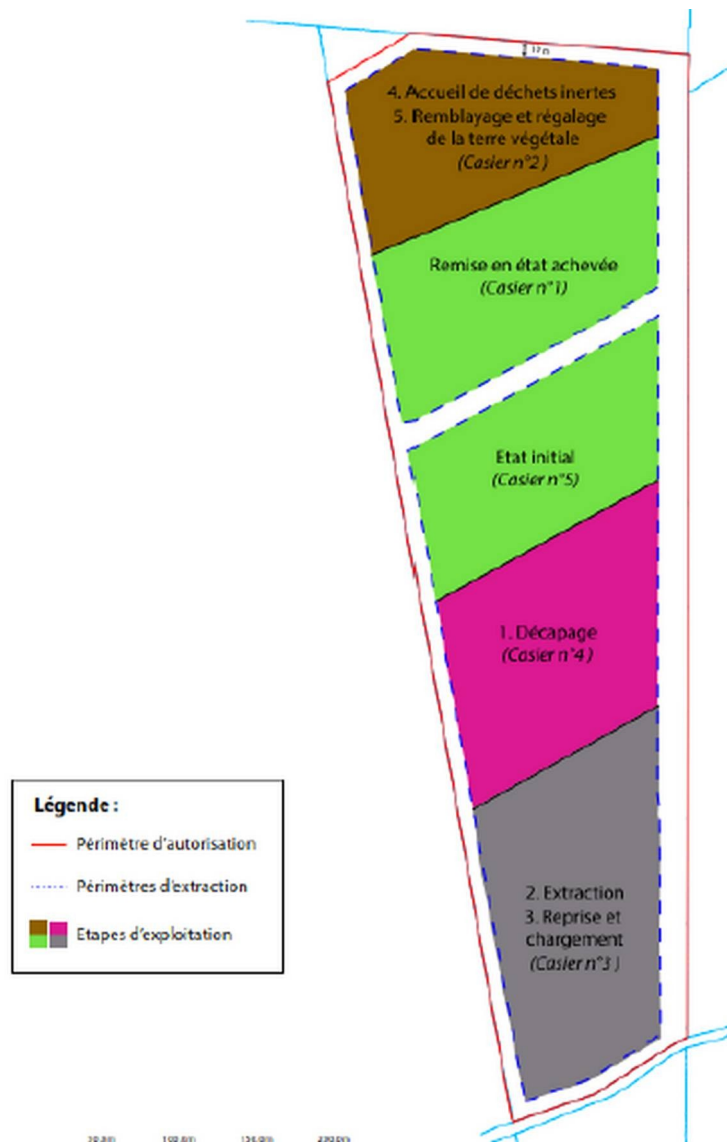 4. Accueil de déchets inertes
5. Remblayage et régalage
de la terre végétale
(Casier n°2 )
Remise en état achevée
(Casier n°1)
Etat initial
(Casier n°5)
1. Décapage
(Casier n°4 )
2. Extraction
3. Reprise et
chargement
(Casier n°3 )
Légende :
Périmètre d'autorisation
Périmètres d'extraction
Etapes d'exploitation